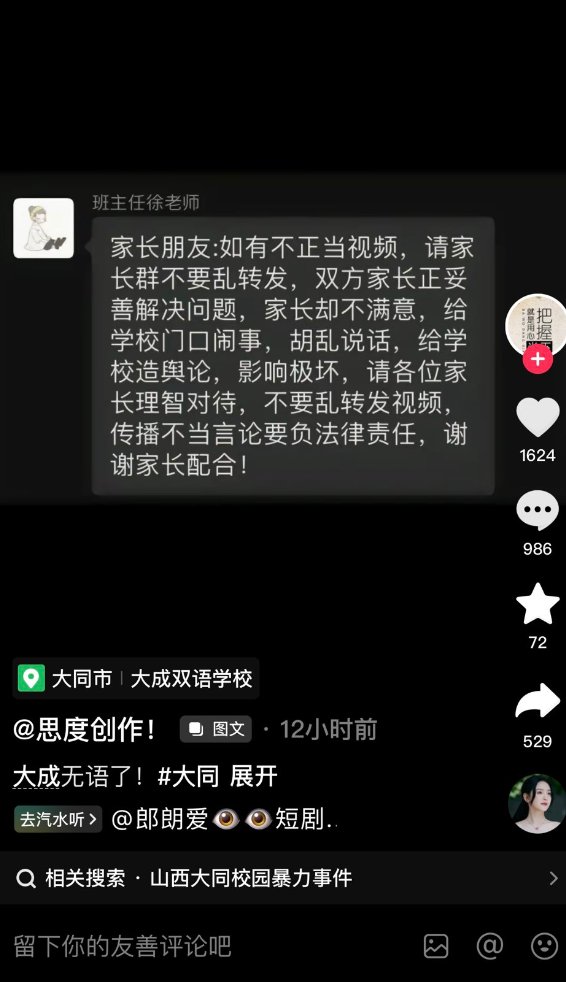 班主任徐老师
家长朋友:如有不正当视频，请家
长群不要乱转发，双方家长正妥
善解决问题，家长却不满意，给
学校门口闹事，胡乱说话，给学
校造舆论，影响极坏，请各位家
长理智对待，不要乱转发视频，
传播不当言论要负法律责任，谢
谢家长配合！
把握
就是用心
1624
986
72
529
大同市 | 大成双语学校
@思度创作！ 图文 · 12小时前
大成无语了！#大同 展开
去汽水听 > @郎朗爱👁️👁️短剧..
相关搜索 · 山西大同校园暴力事件
留下你的友善评论吧